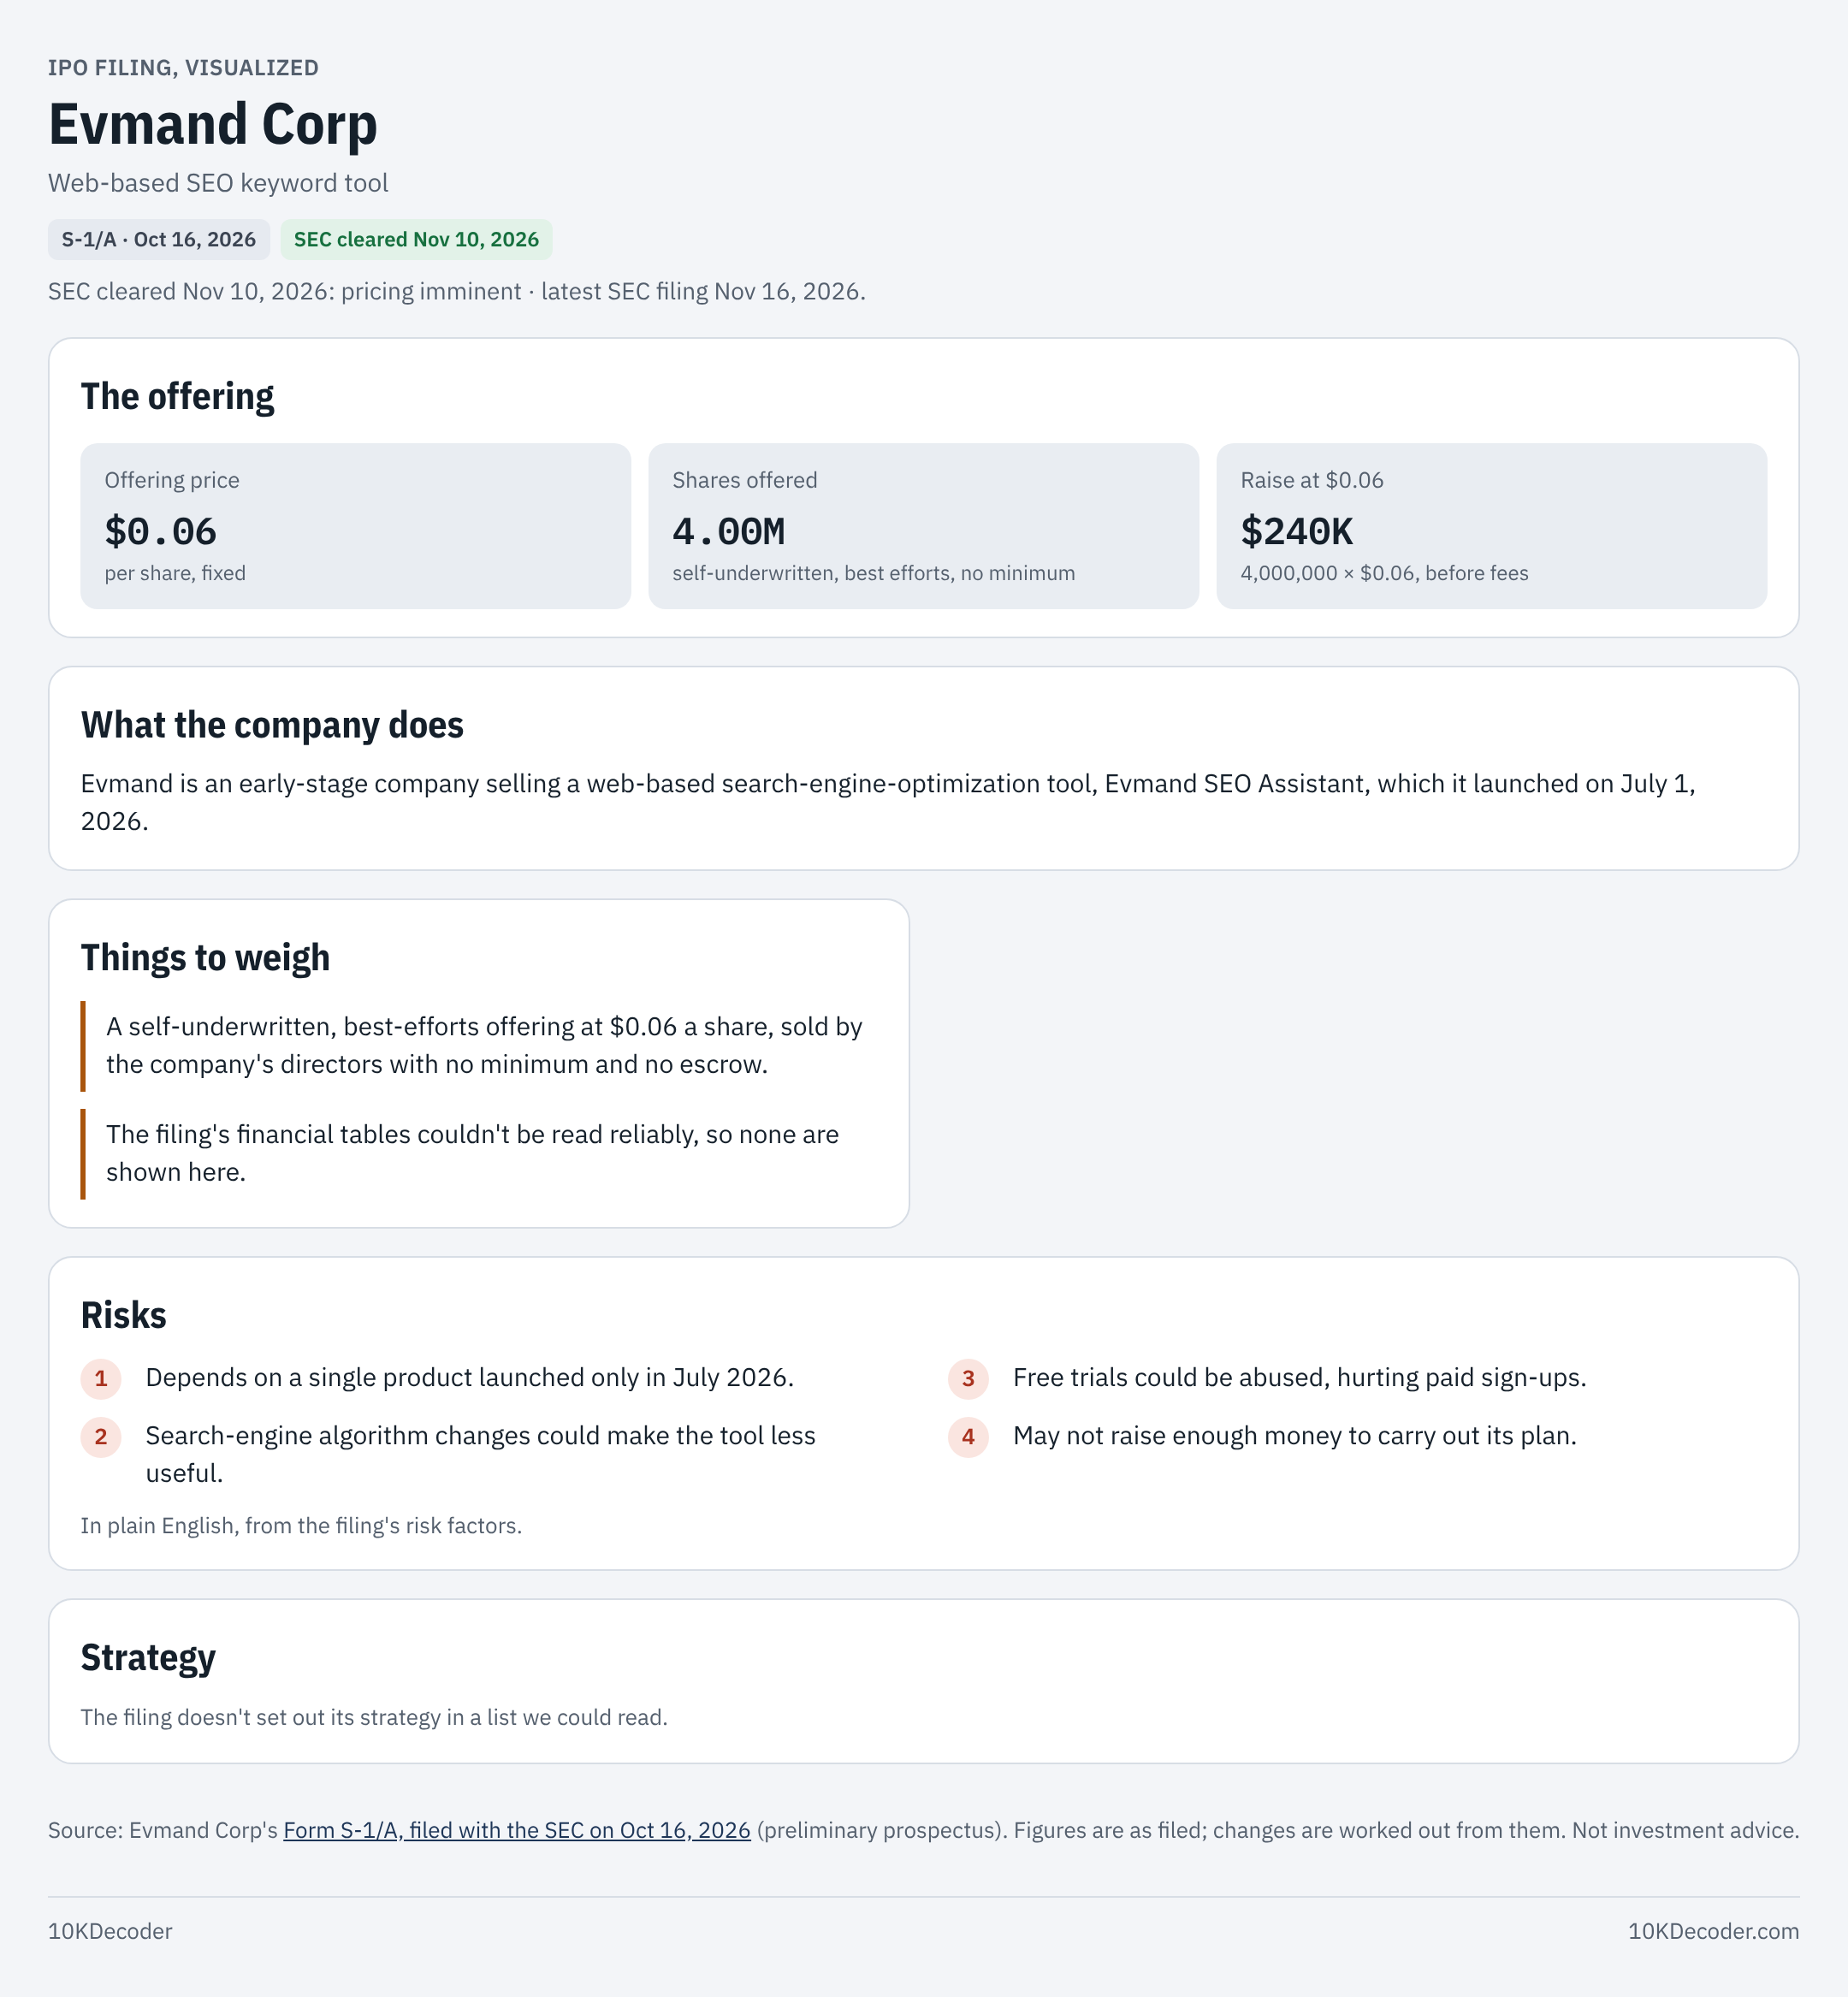 IPO FILING, VISUALIZED
Evmand Corp
Web-based SEO keyword tool
S-1/A · Oct 16, 2026
SEC cleared Nov 10, 2026
SEC cleared Nov 10, 2026: pricing imminent · latest SEC filing Nov 16, 2026.
The offering
Offering price
$0.06
per share, fixed
Shares offered
4.00M
self-underwritten, best efforts, no minimum
Raise at $0.06
$240K
4,000,000 × $0.06, before fees
What the company does
Evmand is an early-stage company selling a web-based search-engine-optimization tool, Evmand SEO Assistant, which it launched on July 1,
2026.
Things to weigh
A self-underwritten, best-efforts offering at $0.06 a share, sold by
the company's directors with no minimum and no escrow.
The filing's financial tables couldn't be read reliably, so none are
shown here.
Risks
1 Depends on a single product launched only in July 2026.
2 Search-engine algorithm changes could make the tool less
useful.
3 Free trials could be abused, hurting paid sign-ups.
4 May not raise enough money to carry out its plan.
In plain English, from the filing's risk factors.
Strategy
The filing doesn't set out its strategy in a list we could read.
Source: Evmand Corp's Form S-1/A, filed with the SEC on Oct 16, 2026 (preliminary prospectus). Figures are as filed; changes are worked out from them. Not investment advice.
10KDecoder
10KDecoder.com